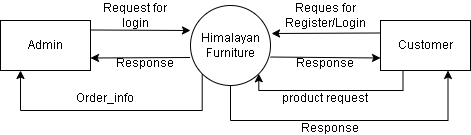 Request for
login
Reques for
Register/Login
Admin
Himalayan
Furniture
Customer
Response
Response
Order_info
product request
Response